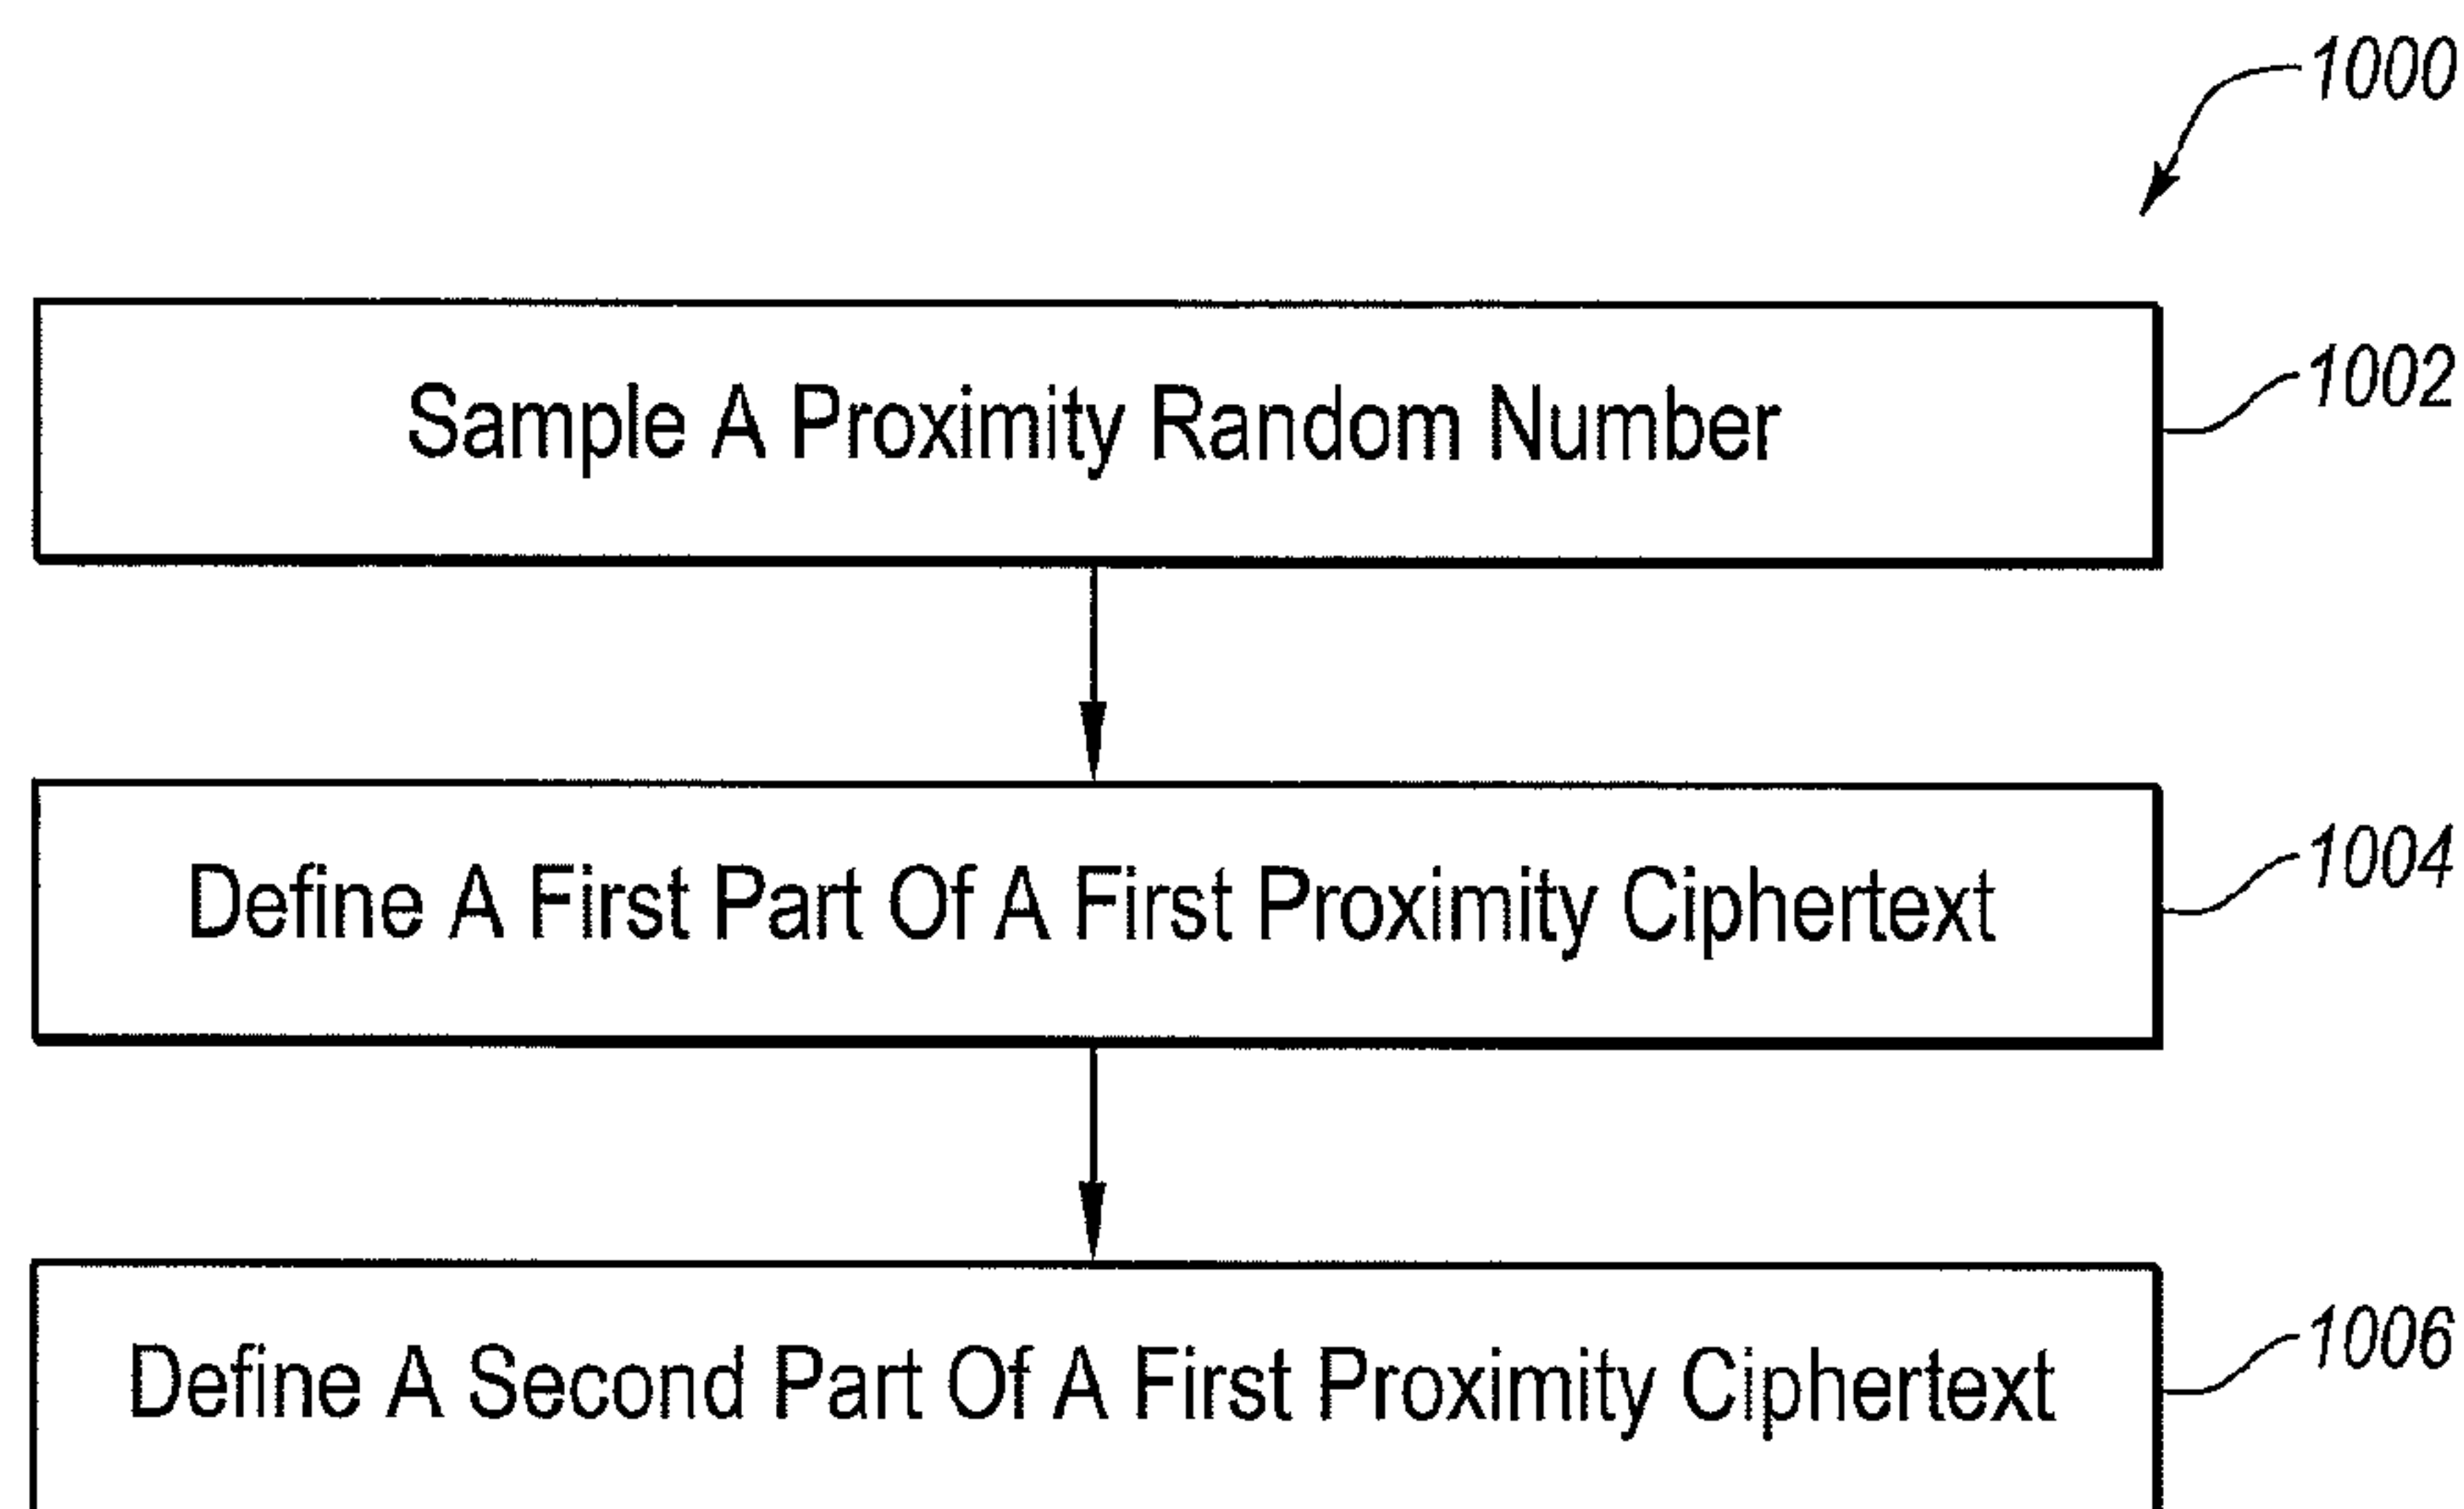 1000
Sample A Proximity Random Number
1002
Define A First Part Of A First Proximity Ciphertext
1004
Define A Second Part Of A First Proximity Ciphertext
1006